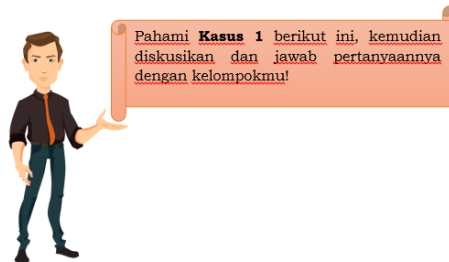 Pahami Kasus 1 berikut ini, kemudian
diskusikan dan jawab pertanyaannya
dengan kelompokmu!